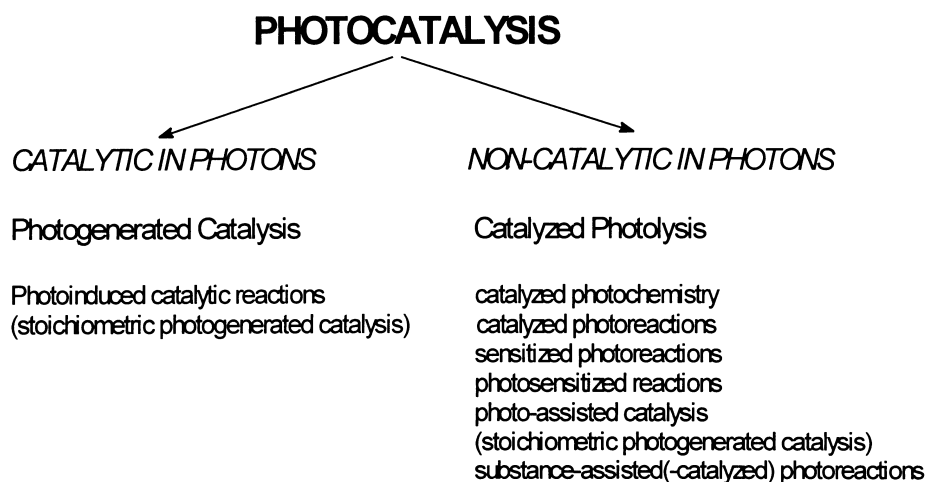 PHOTOCATALYSIS
CATALYTIC IN PHOTONS
NON-CATALYTIC IN PHOTONS
Photogenerated Catalysis
Catalyzed Photolysis
Photoinduced catalytic reactions
(stoichiometric photogenerated catalysis)
catalyzed photochemistry
catalyzed photoreactions
sensitized photoreactions
photosensitized reactions
photo-assisted catalysis
(stoichiometric photogenerated catalysis)
substance-assisted(-catalyzed) photoreactions